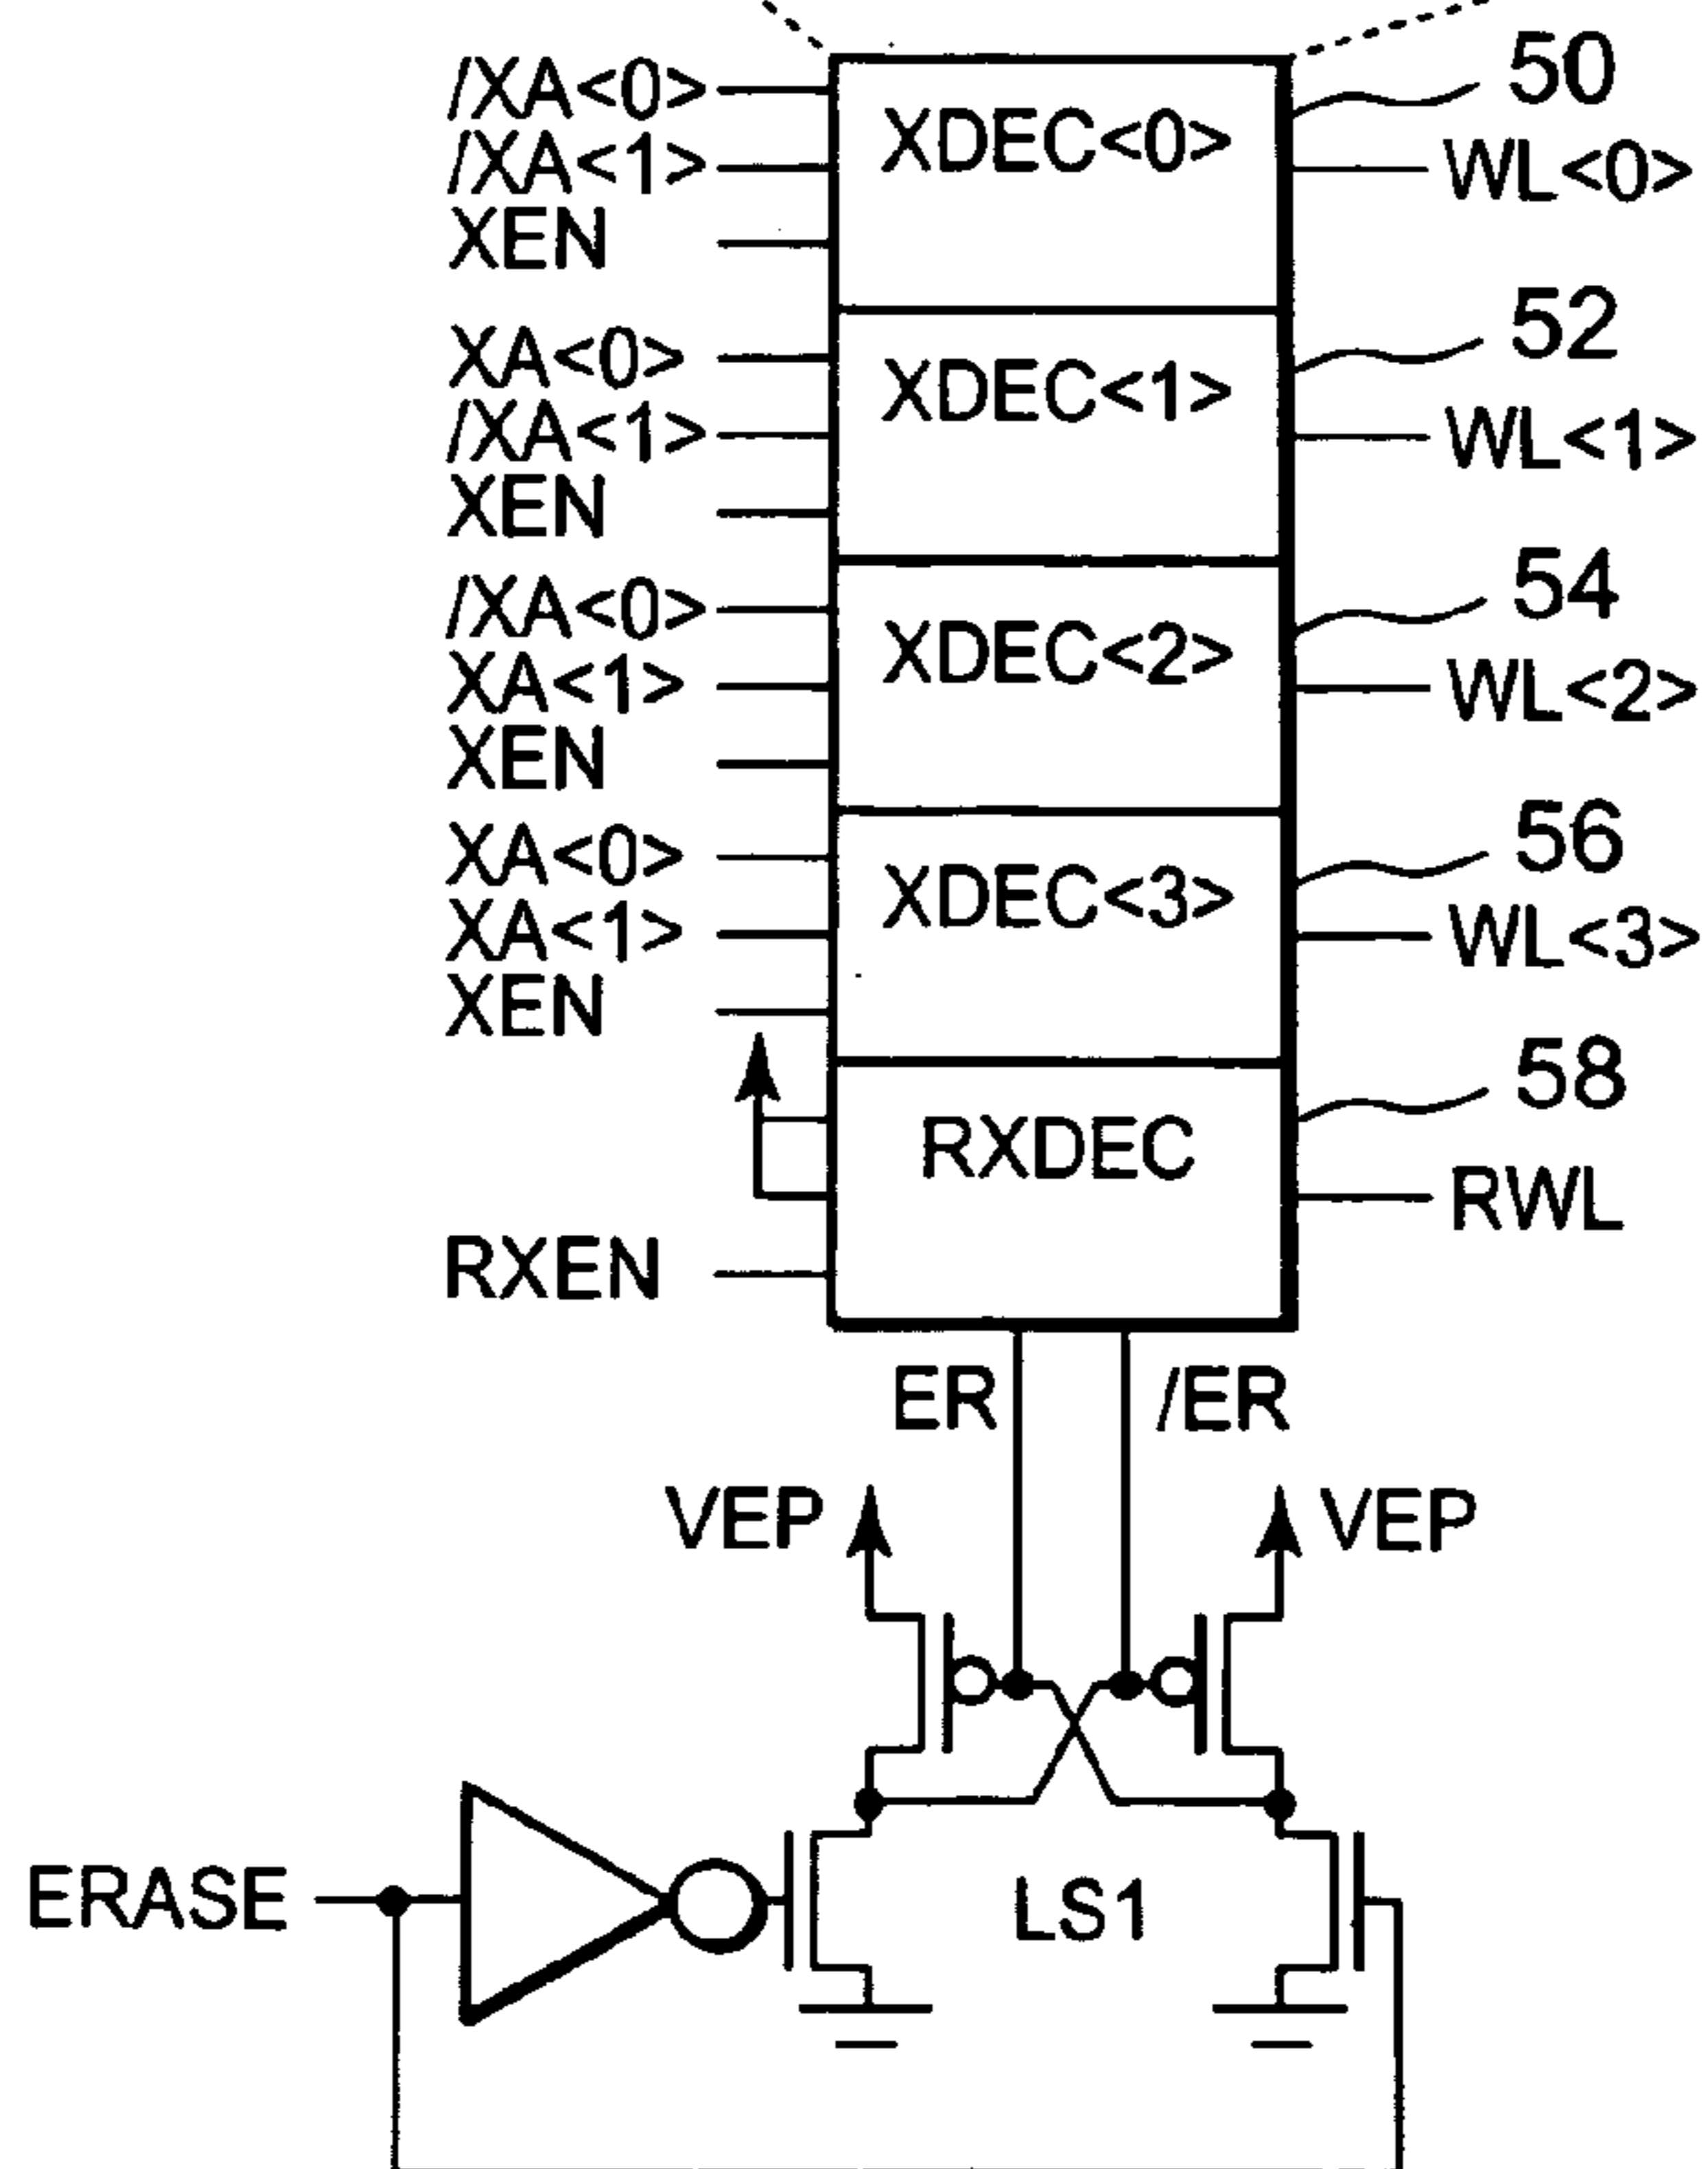 50
/XA<0>
XDEC<0>
/XA<1>
WL<0>
XEN
52
XA<0>
XDEC<1>
/XA<1>
WL<1>
XEN
54
/XA<0>
XDEC<2>
XA<1>
WL<2>
XEN
56
XA<0>
XDEC<3>
XA<1>
WL<3>
XEN
58
RXDEC
RWL
RXEN
ER
/ER
VEP
VEP
ERASE
LS1